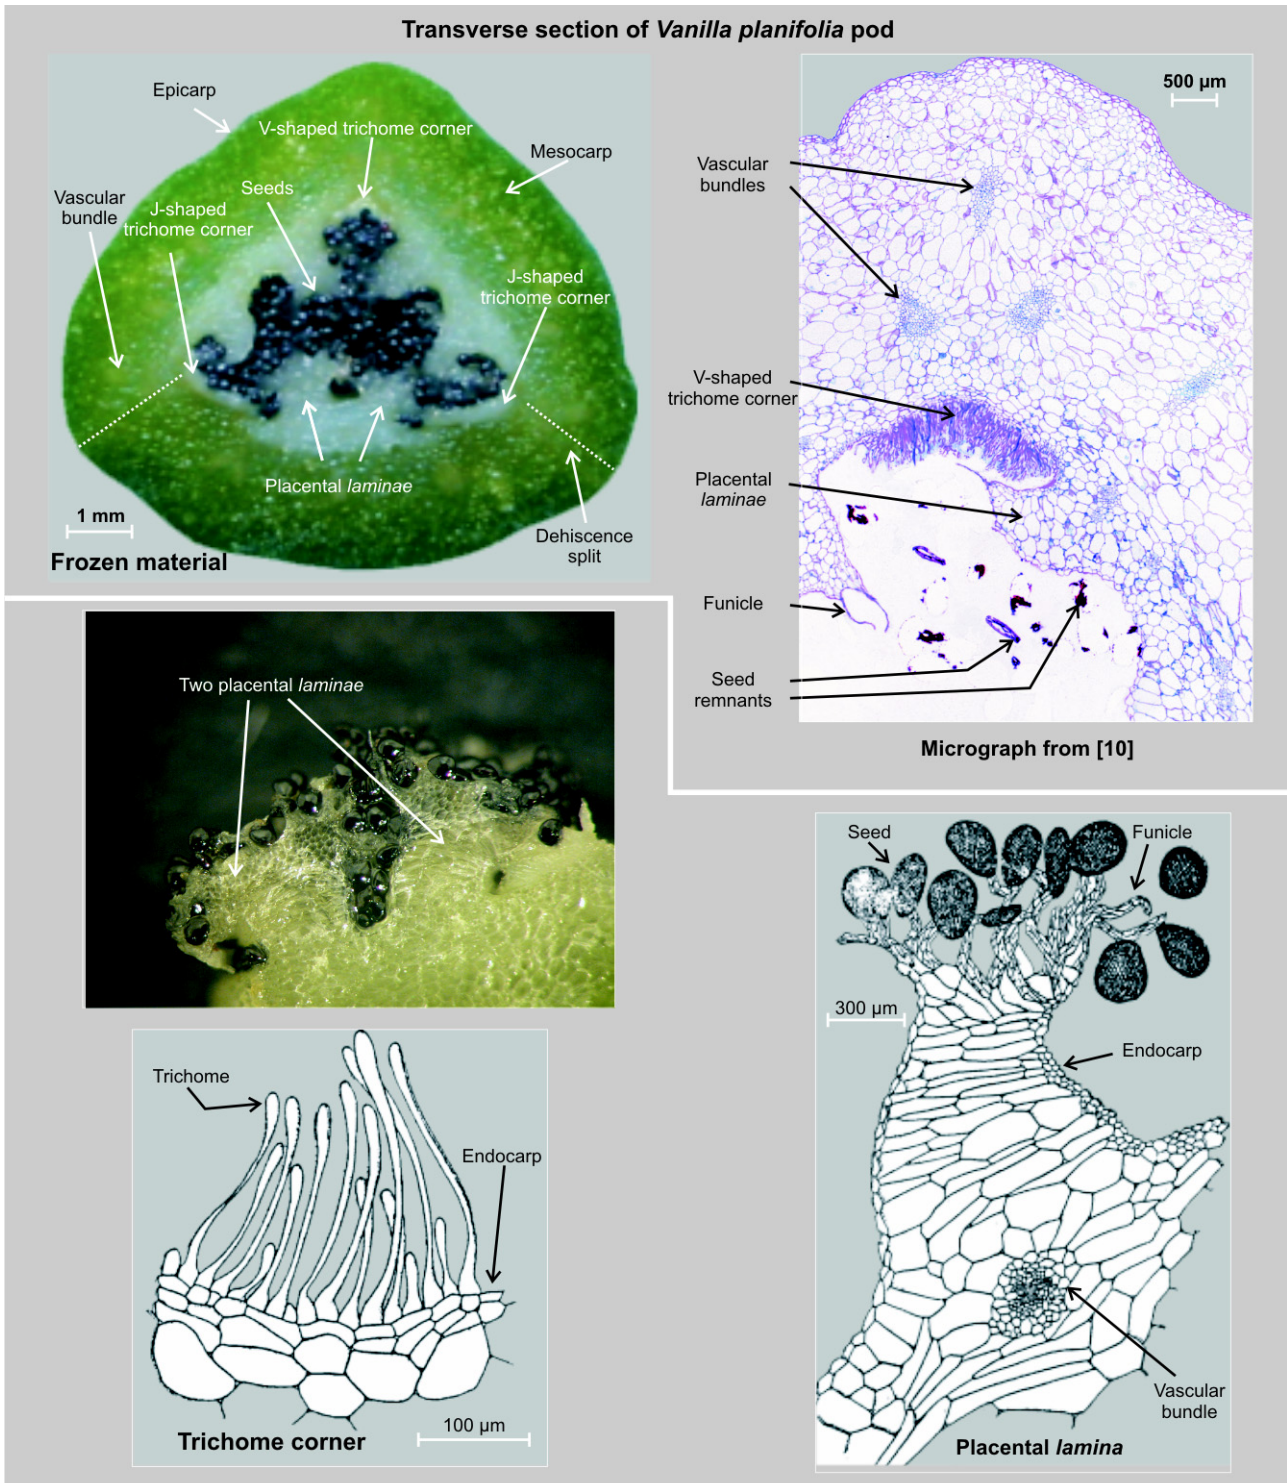 Transverse section of Vanilla planifolia pod
Epicarp
V-shaped trichome corner
Mesocarp
Vascular
bundle
Seeds
J-shaped
trichome corner
J-shaped
trichome corner
Placental laminae
1 mm
Dehiscence
split
Frozen material
500 µm
Vascular
bundles
V-shaped
trichome corner
Placental
laminae
Funicle
Seed
remnants
Micrograph from [10]
Two placental laminae
Trichome
Endocarp
100 µm
Trichome corner
Seed
Funicle
300 µm
Endocarp
Vascular
bundle
Placental lamina